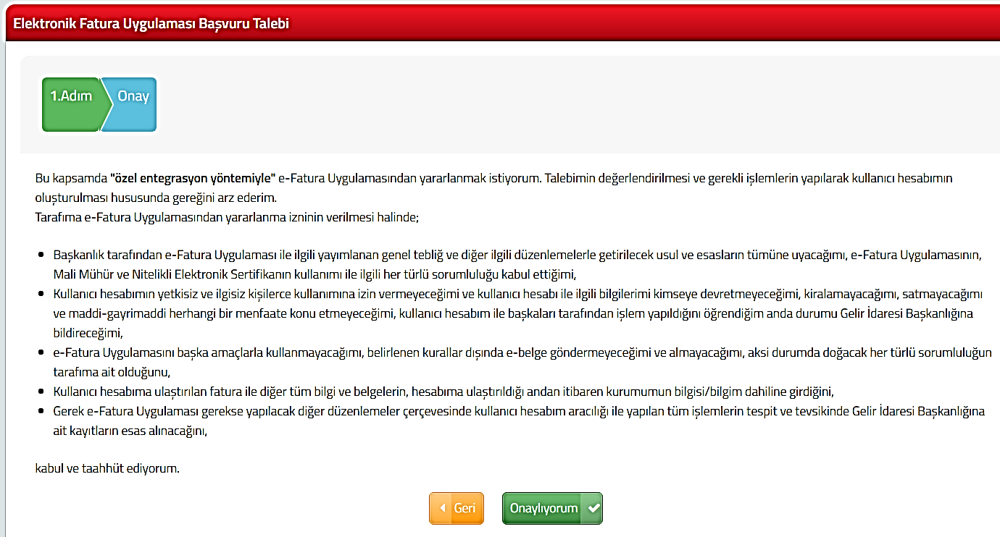 Elektronik Fatura Uygulaması Başvuru Talebi
1.Adım
Onay
Bu kapsamda "özel entegrasyon yöntemiyle" e-Fatura Uygulamasından yararlanmak istiyorum. Talebimin değerlendirilmesi ve gerekli işlemlerin yapılarak kullanıcı hesabımın
oluşturulması hususunda gereğini arz ederim.
Tarafıma e-Fatura Uygulamasından yararlanma izninin verilmesi halinde;
Başkanlık tarafından e-Fatura Uygulaması ile ilgili yayımlanan genel tebliğ ve diğer ilgili düzenlemelerle getirilecek usul ve esasların tümüne uyacağımı, e-Fatura Uygulamasının,
Mali Mühür ve Nitelikli Elektronik Sertifikanın kullanımı ile ilgili her türlü sorumluluğu kabul ettiğimi,
Kullanıcı hesabımın yetkisiz ve ilgisiz kişilerce kullanımına izin vermeyeceğimi ve kullanıcı hesabı ile ilgili bilgilerimi kimseye devretmeyeceğimi, kiralamayacağımı, satmayacağımı
ve maddi-gayrimaddi herhangi bir menfaate konu etmeyeceğimi, kullanıcı hesabım ile başkaları tarafından işlem yapıldığını öğrendiğim anda durumu Gelir İdaresi Başkanlığına
bildireceğimi,
e-Fatura Uygulamasını başka amaçlarla kullanmayacağımı, belirlenen kurallar dışında e-belge göndermeyeceğimi ve almayacağımı, aksi durumda doğacak her türlü sorumluluğun
tarafıma ait olduğunu,
Kullanıcı hesabıma ulaştırılan fatura ile diğer tüm bilgi ve belgelerin, hesabıma ulaştırıldığı andan itibaren kurumumun bilgisi/bilgim dahiline girdiğini,
Gerek e-Fatura Uygulaması gerekse yapılacak diğer düzenlemeler çerçevesinde kullanıcı hesabım aracılığı ile yapılan tüm işlemlerin tespit ve tevsikinde Gelir İdaresi Başkanlığına
ait kayıtların esas alınacağını,
kabul ve taahhüt ediyorum.
Geri
Onaylıyorum